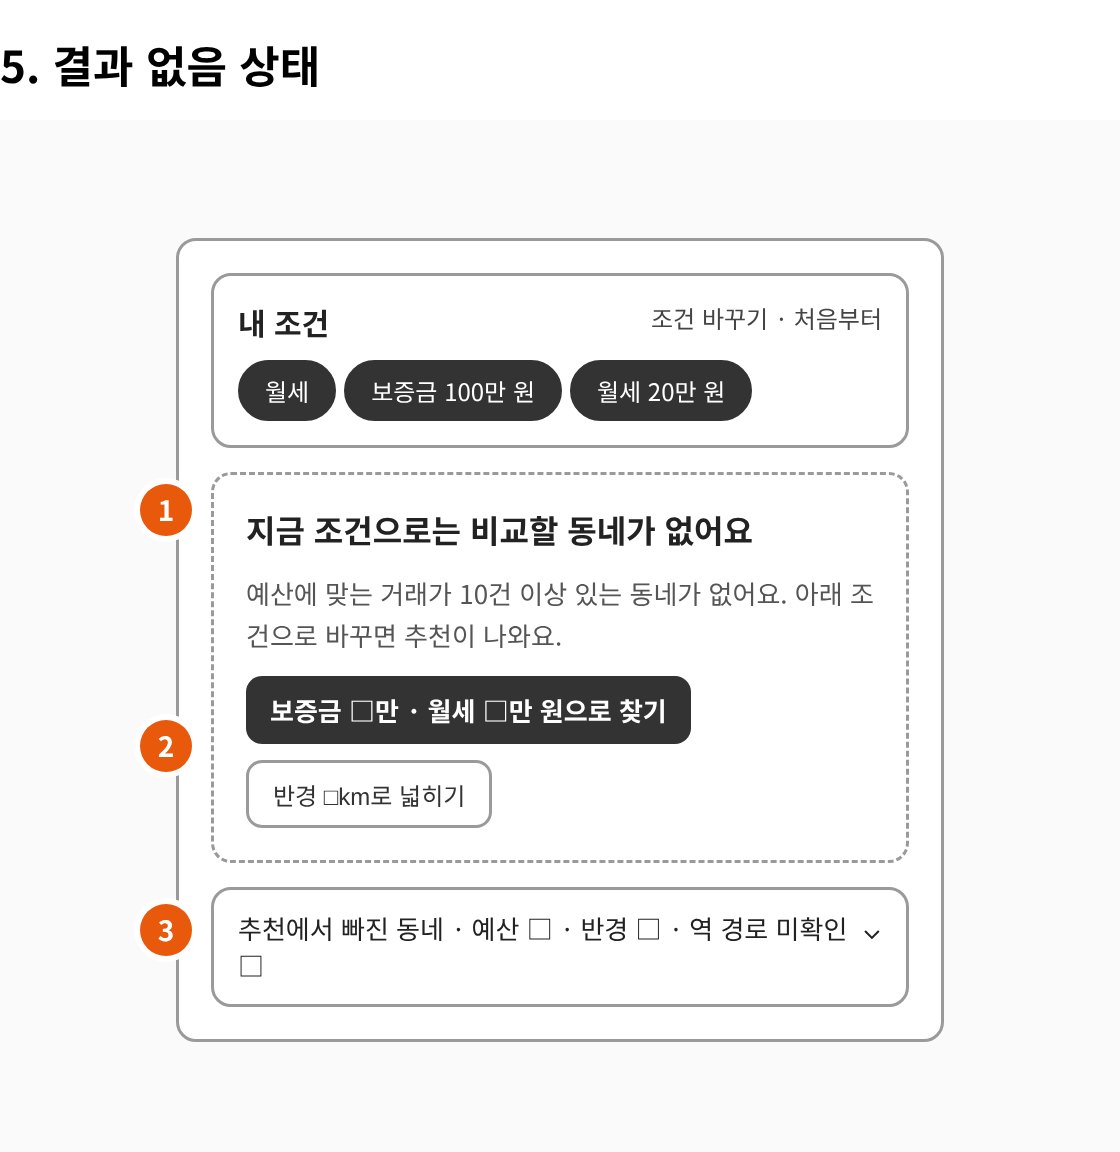 5. 결과 없음 상태
내 조건
조건 바꾸기 · 처음부터
월세
보증금 100만 원
월세 20만 원
1
지금 조건으로는 비교할 동네가 없어요
예산에 맞는 거래가 10건 이상 있는 동네가 없어요. 아래 조
건으로 바꾸면 추천이 나와요.
보증금 □만 · 월세 □만 원으로 찾기
2
반경 □km로 넓히기
3
추천에서 빠진 동네 · 예산 □ · 반경 □ · 역 경로 미확인
□